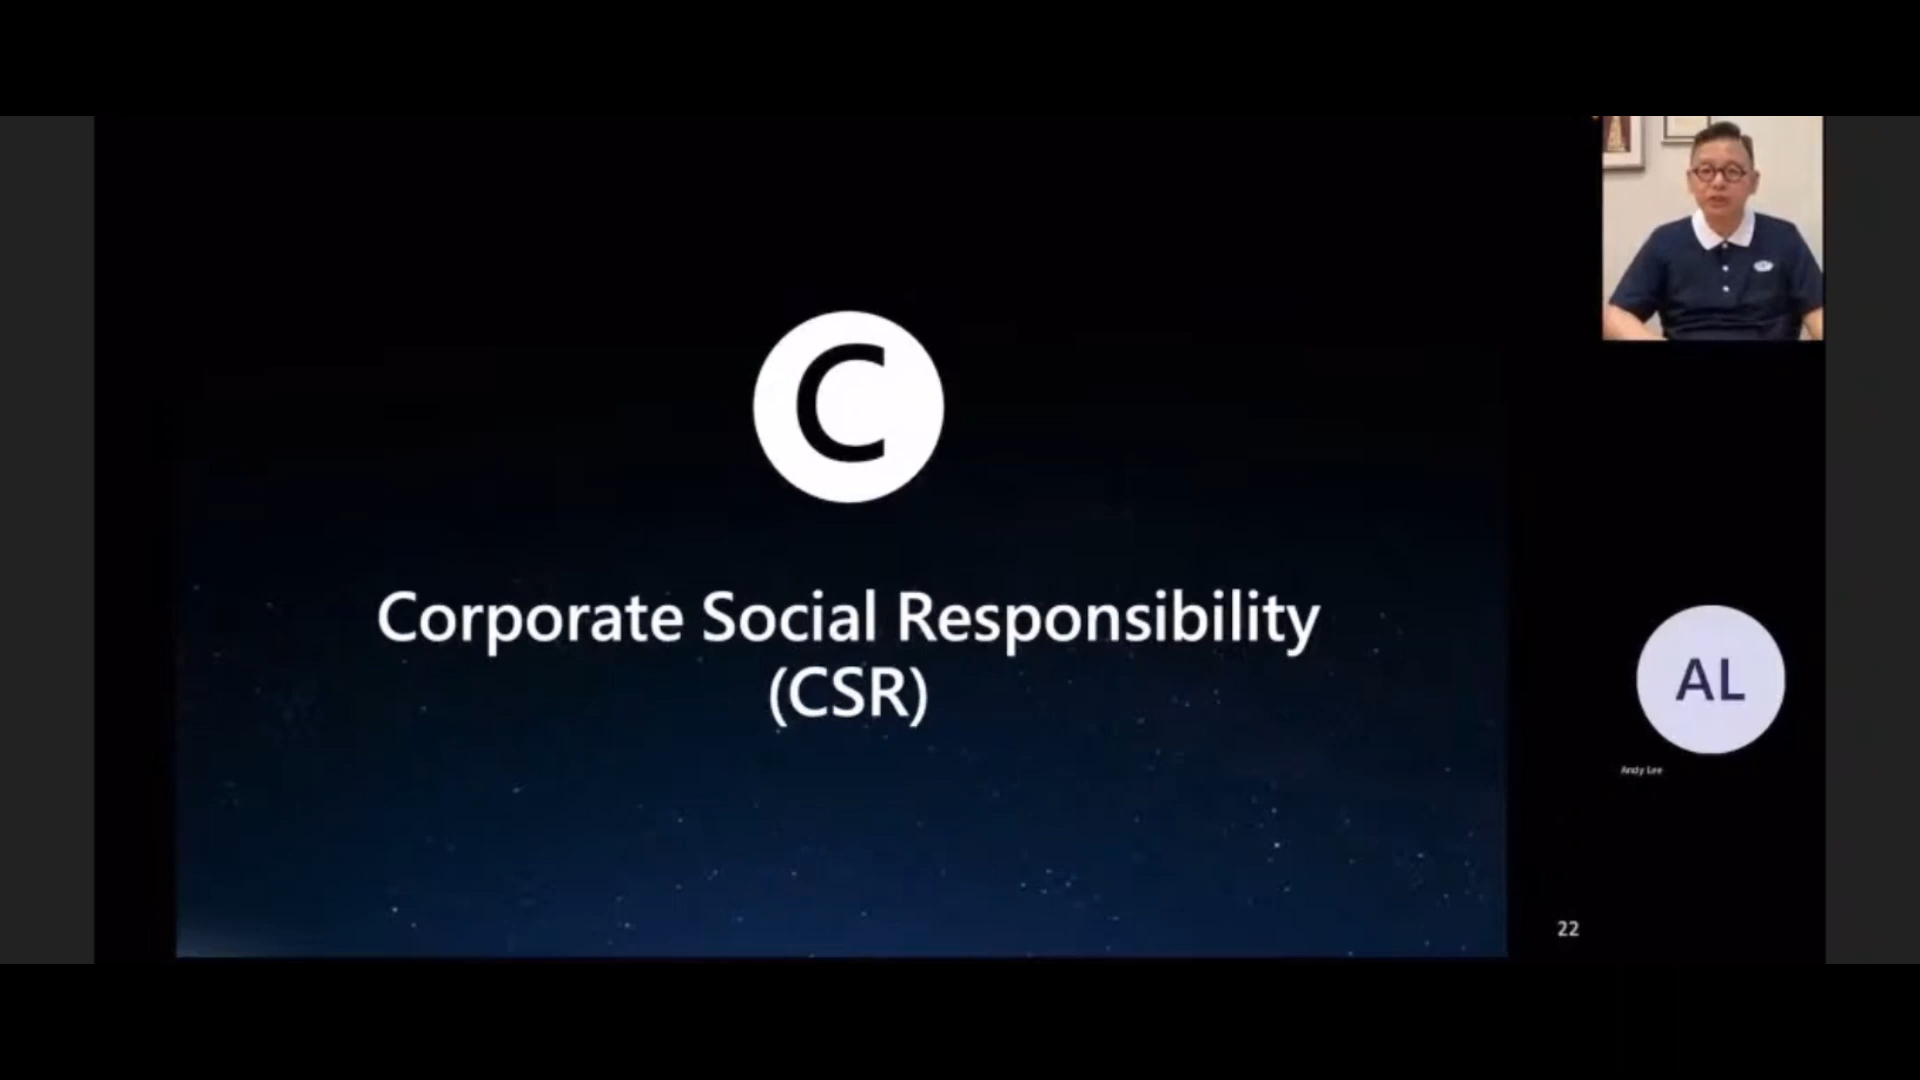 C
Corporate Social Responsibility
(CSR)
AL
Andy Lee
22